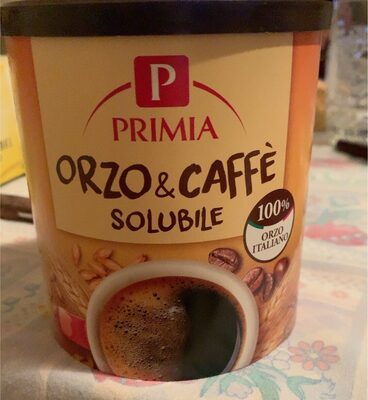 P
PRIMIA
ORZO & CAFFÈ
SOLUBILE
100%
ORZO
ITALIANO